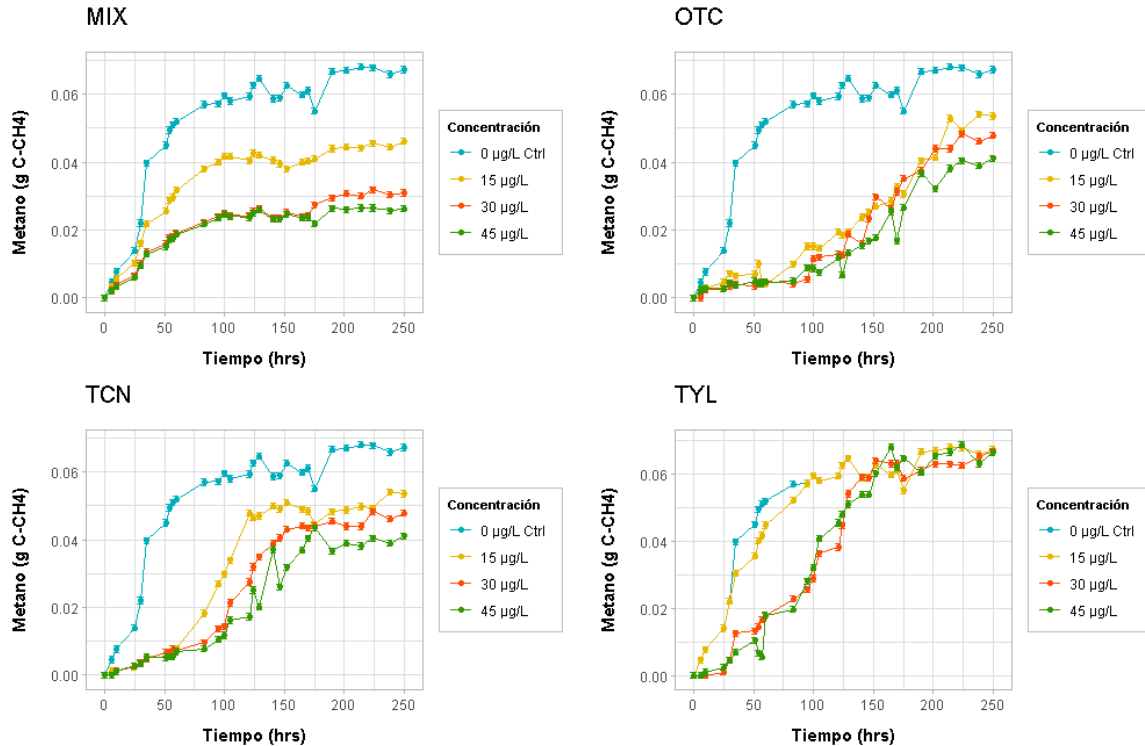 MIX
Metano (g C-CH4)
0.06
0.04
0.02
0.00
0 50 100 150 200 250
Tiempo (hrs)
Concentración
0 µg/L Ctrl
15 µg/L
30 µg/L
45 µg/L
OTC
Metano (g C-CH4)
0.06
0.04
0.02
0.00
0 50 100 150 200 250
Tiempo (hrs)
Concentración
0 µg/L Ctrl
15 µg/L
30 µg/L
45 µg/L
TCN
Metano (g C-CH4)
0.06
0.04
0.02
0.00
0 50 100 150 200 250
Tiempo (hrs)
Concentración
0 µg/L Ctrl
15 µg/L
30 µg/L
45 µg/L
TYL
Metano (g C-CH4)
0.06
0.04
0.02
0.00
0 50 100 150 200 250
Tiempo (hrs)
Concentración
0 µg/L Ctrl
15 µg/L
30 µg/L
45 µg/L